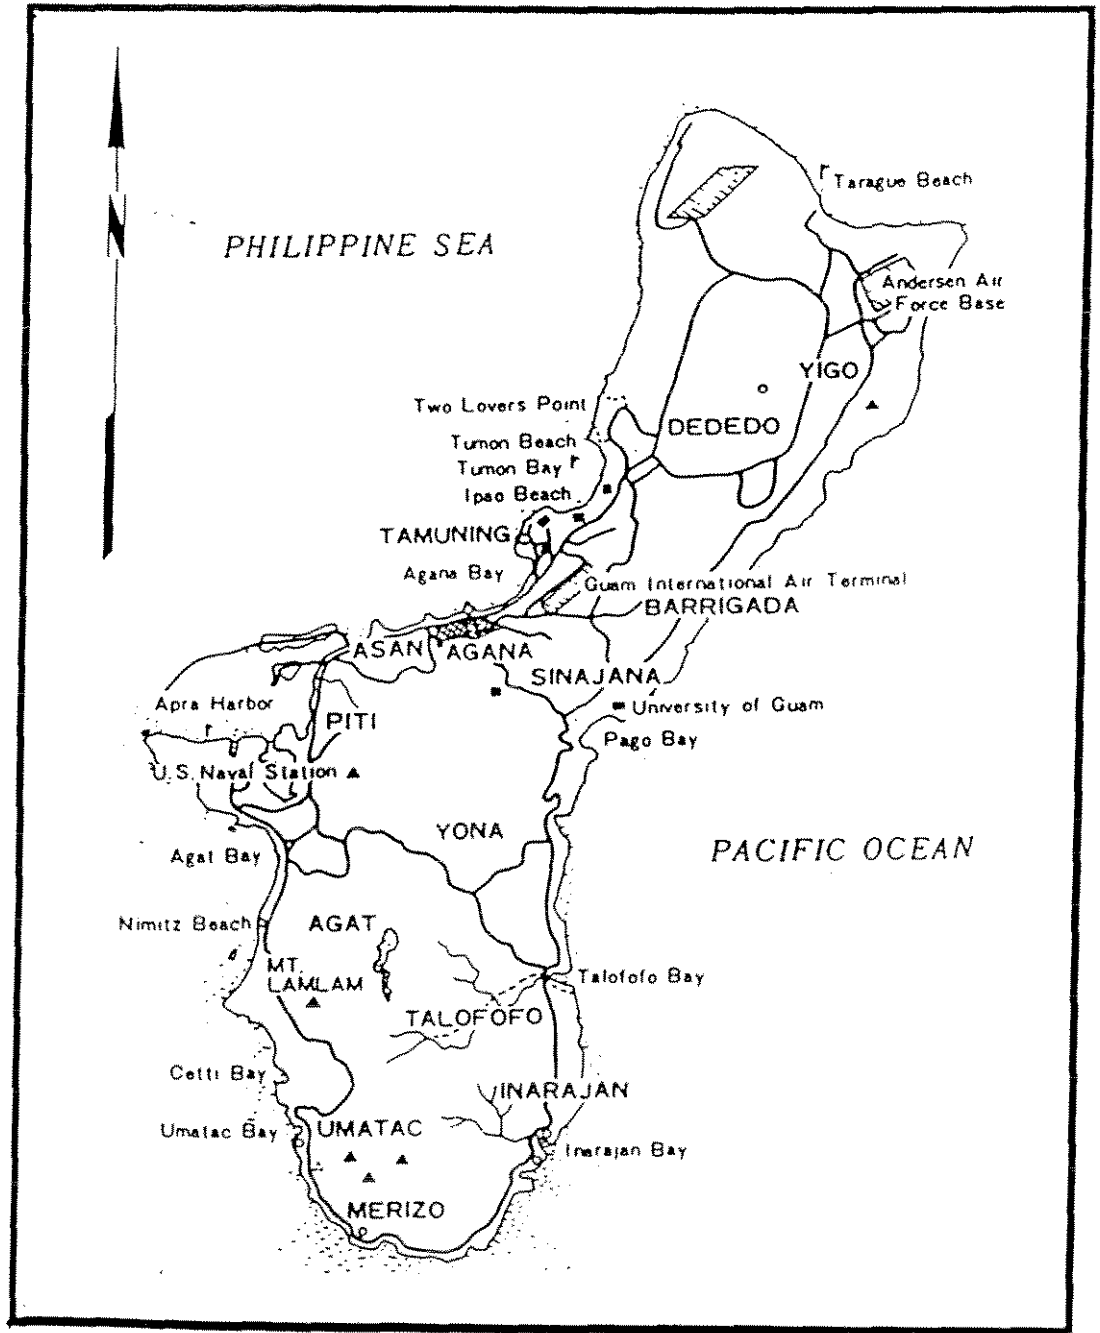 Tarague Beach
N
PHILIPPINE SEA
Andersen Air
Force Base
YIGO
Two Lovers Point
DEDEDO
Tumon Beach
Tumon Bay
Ipao Beach
TAMUNING
Agana Bay
Guam International Air Terminal
BARRIGADA
ASAN
AGANA
SINAJANA
Apra Harbor
University of Guam
PITI
Pago Bay
U.S. Naval Station
YONA
PACIFIC OCEAN
Agat Bay
Nimitz Beach
AGAT
MT.
LAMLAM
Talofofo Bay
TALOFOFO
Cetti Bay
INARAJAN
Umatac Bay
UMATAC
Inarajan Bay
MERIZO